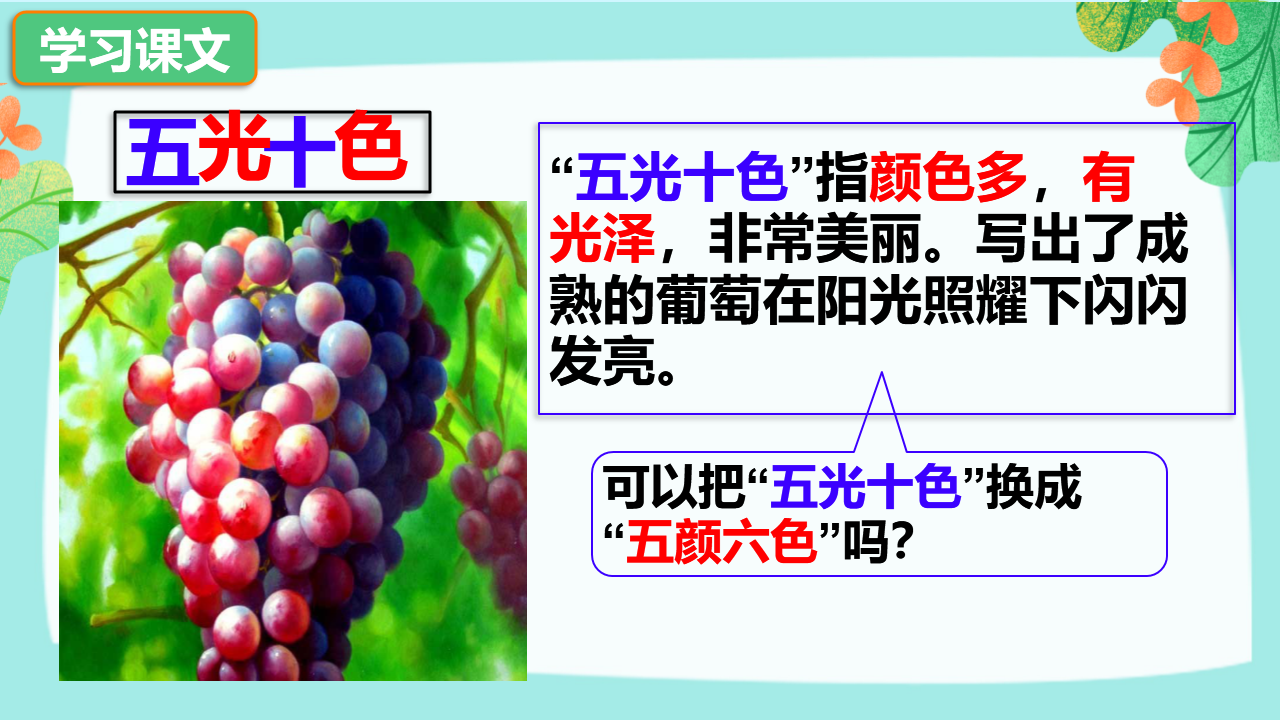 学习课文
五光十色
“五光十色”指颜色多，有
光泽，非常美丽。写出了成
熟的葡萄在阳光照耀下闪闪
发亮。
可以把“五光十色”换成
“五颜六色”吗？